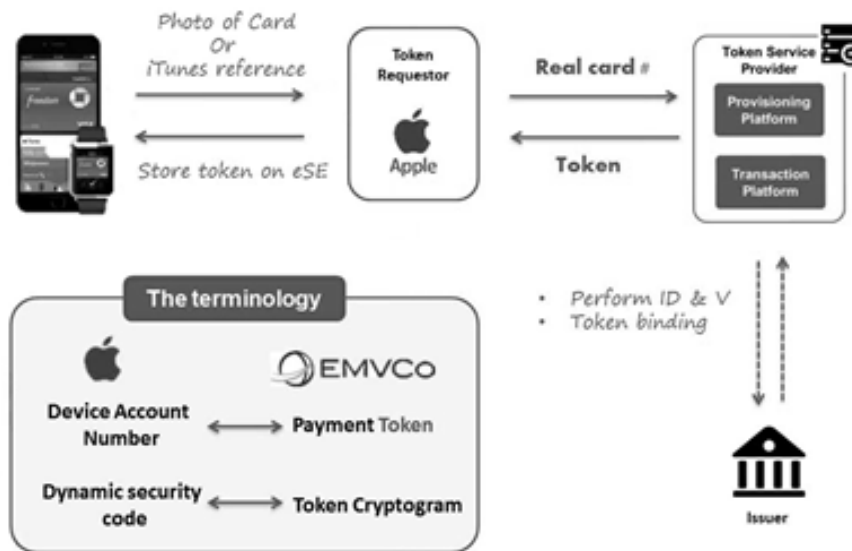 Photo of Card
Or
iTunes reference
Store token on eSE
Token
Requestor
Apple
Real card #
Token
Token Service
Provider
Provisioning
Platform
Transaction
Platform
• Perform ID & V
• Token binding
Issuer
The terminology
EMVCo
Device Account
Number
Payment Token
Dynamic security
code
Token Cryptogram